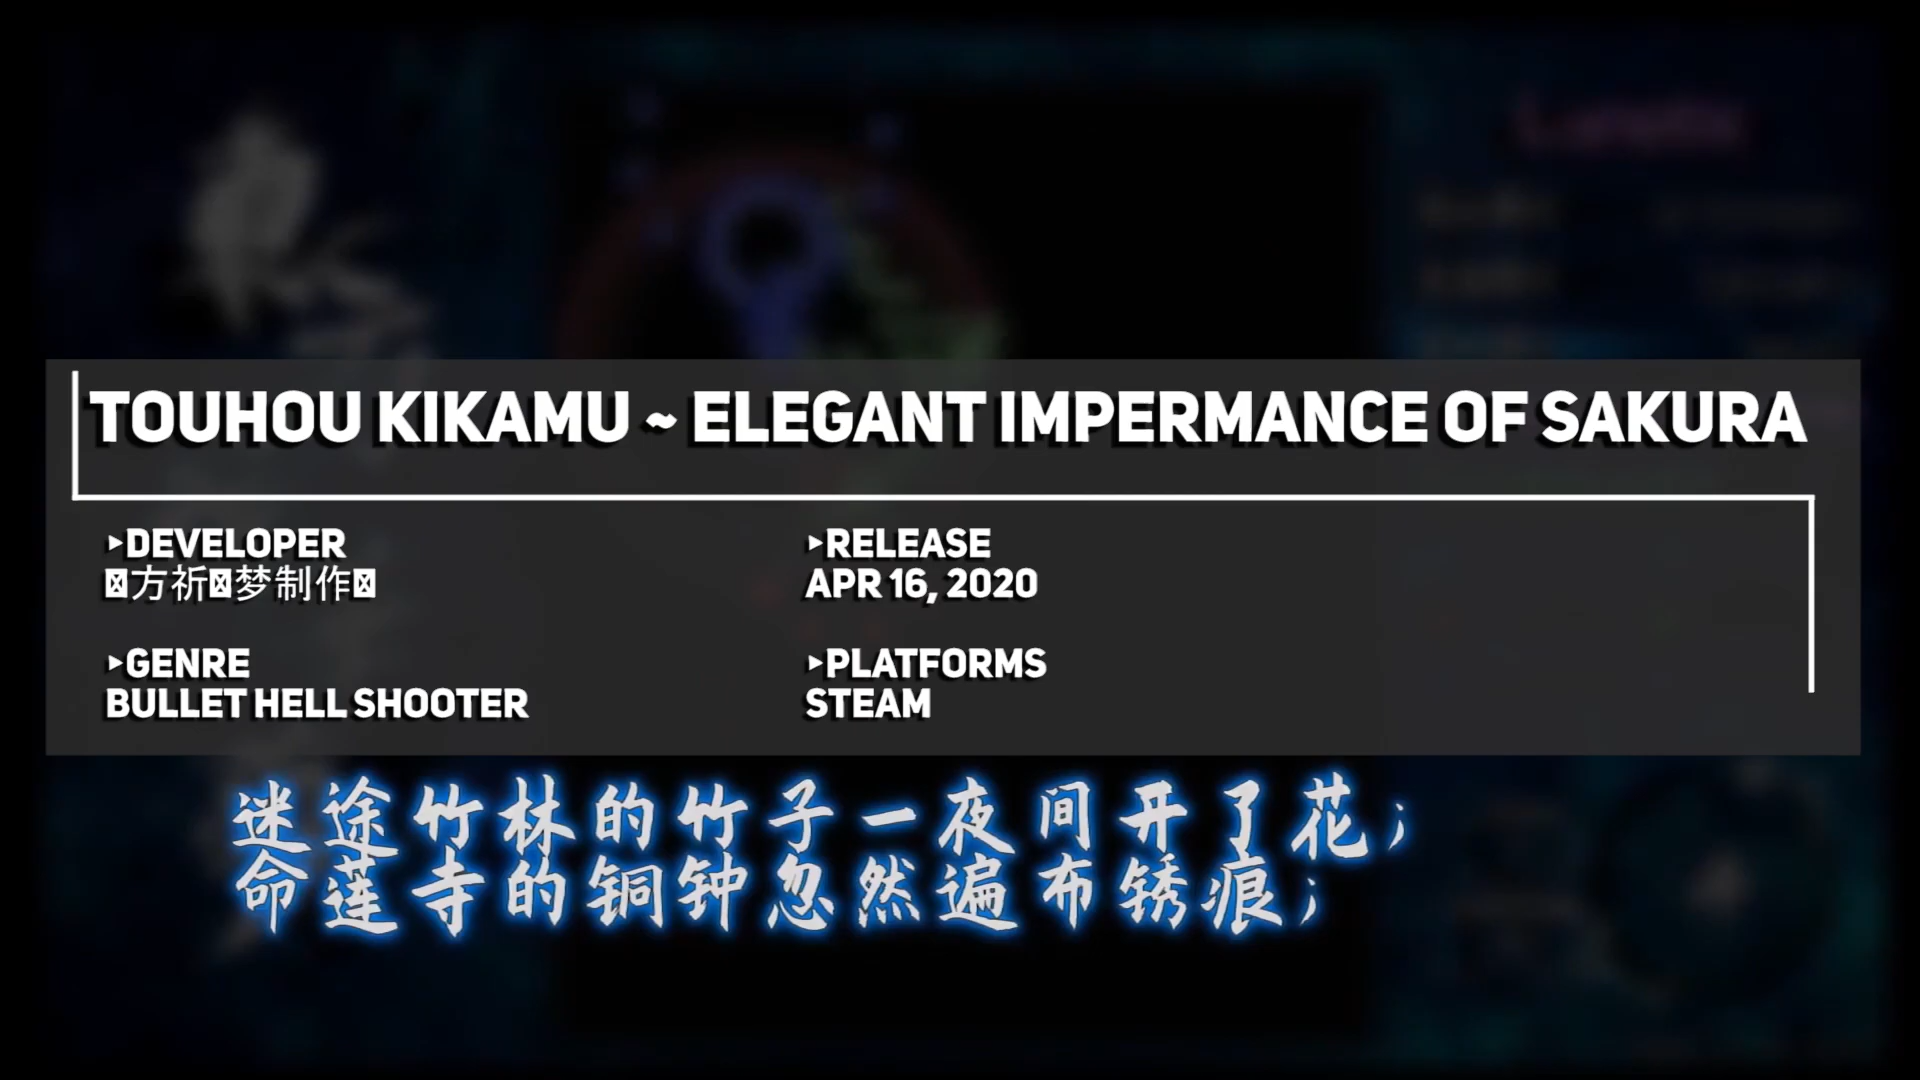 TOUHOU KIKAMU ~ ELEGANT IMPERMANCE OF SAKURA
▸DEVELOPER
方祈梦制作
▸GENRE
BULLET HELL SHOOTER
▸RELEASE
APR 16, 2020
▸PLATFORMS
STEAM
迷途竹林的竹子一夜间开了花；
命莲寺的铜钟忽然遍布锈痕；